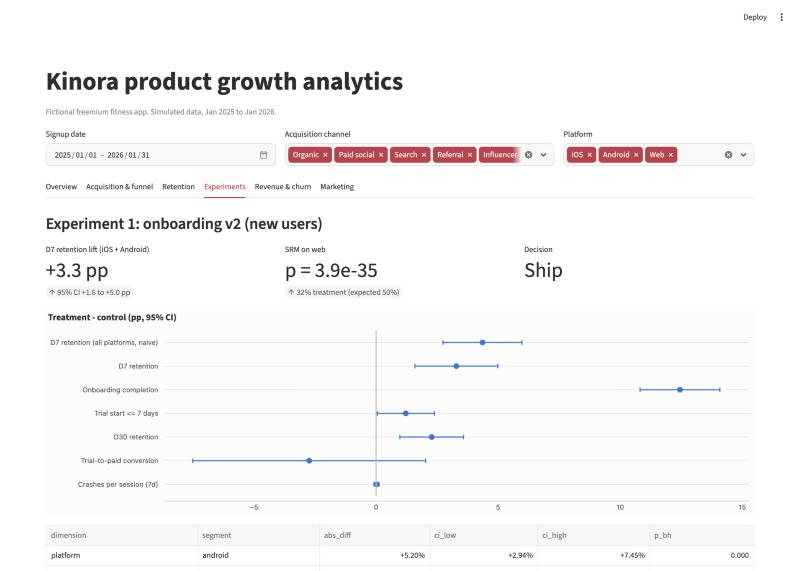 Deploy
Kinora product growth analytics
Fictional freemium fitness app. Simulated data, Jan 2025 to Jan 2026.
Signup date
Acquisition channel
Platform
2025/01/01 – 2026/01/31
Organic Paid social Search Referral Influencer
iOS Android Web
Overview Acquisition & funnel Retention Experiments Revenue & churn Marketing
Experiment 1: onboarding v2 (new users)
D7 retention lift (iOS + Android)
+3.3 pp
↑ 95% CI +1.6 to +5.0 pp
SRM on web
p = 3.9e-35
↑ 32% treatment (expected 50%)
Decision
Ship
Treatment - control (pp, 95% CI)
D7 retention (all platforms, naive)
D7 retention
Onboarding completion
Trial start <= 7 days
D30 retention
Trial-to-paid conversion
Crashes per session (7d)
−5 0 5 10 15
dimension segment abs_diff ci_low ci_high p_bh
platform android +5.20% +2.94% +7.45% 0.000